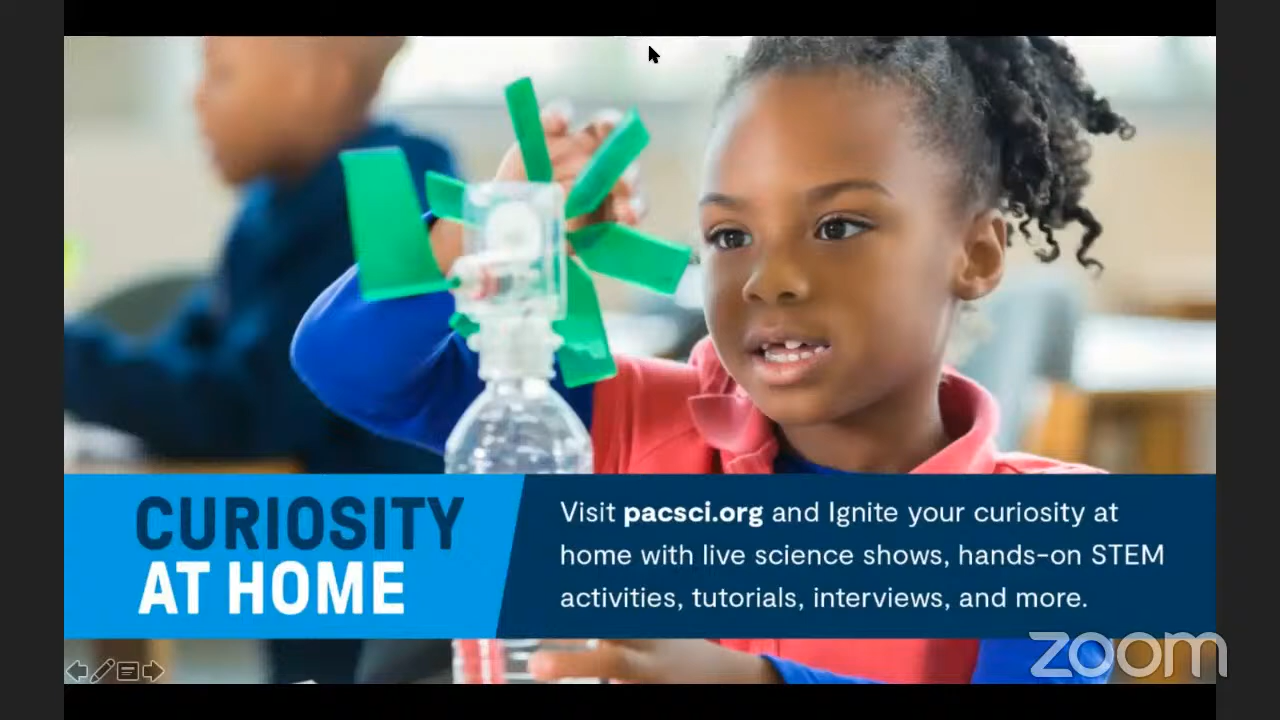 CURIOSITY
AT HOME
Visit pacsci.org and Ignite your curiosity at
home with live science shows, hands-on STEM
activities, tutorials, interviews, and more.
zoom